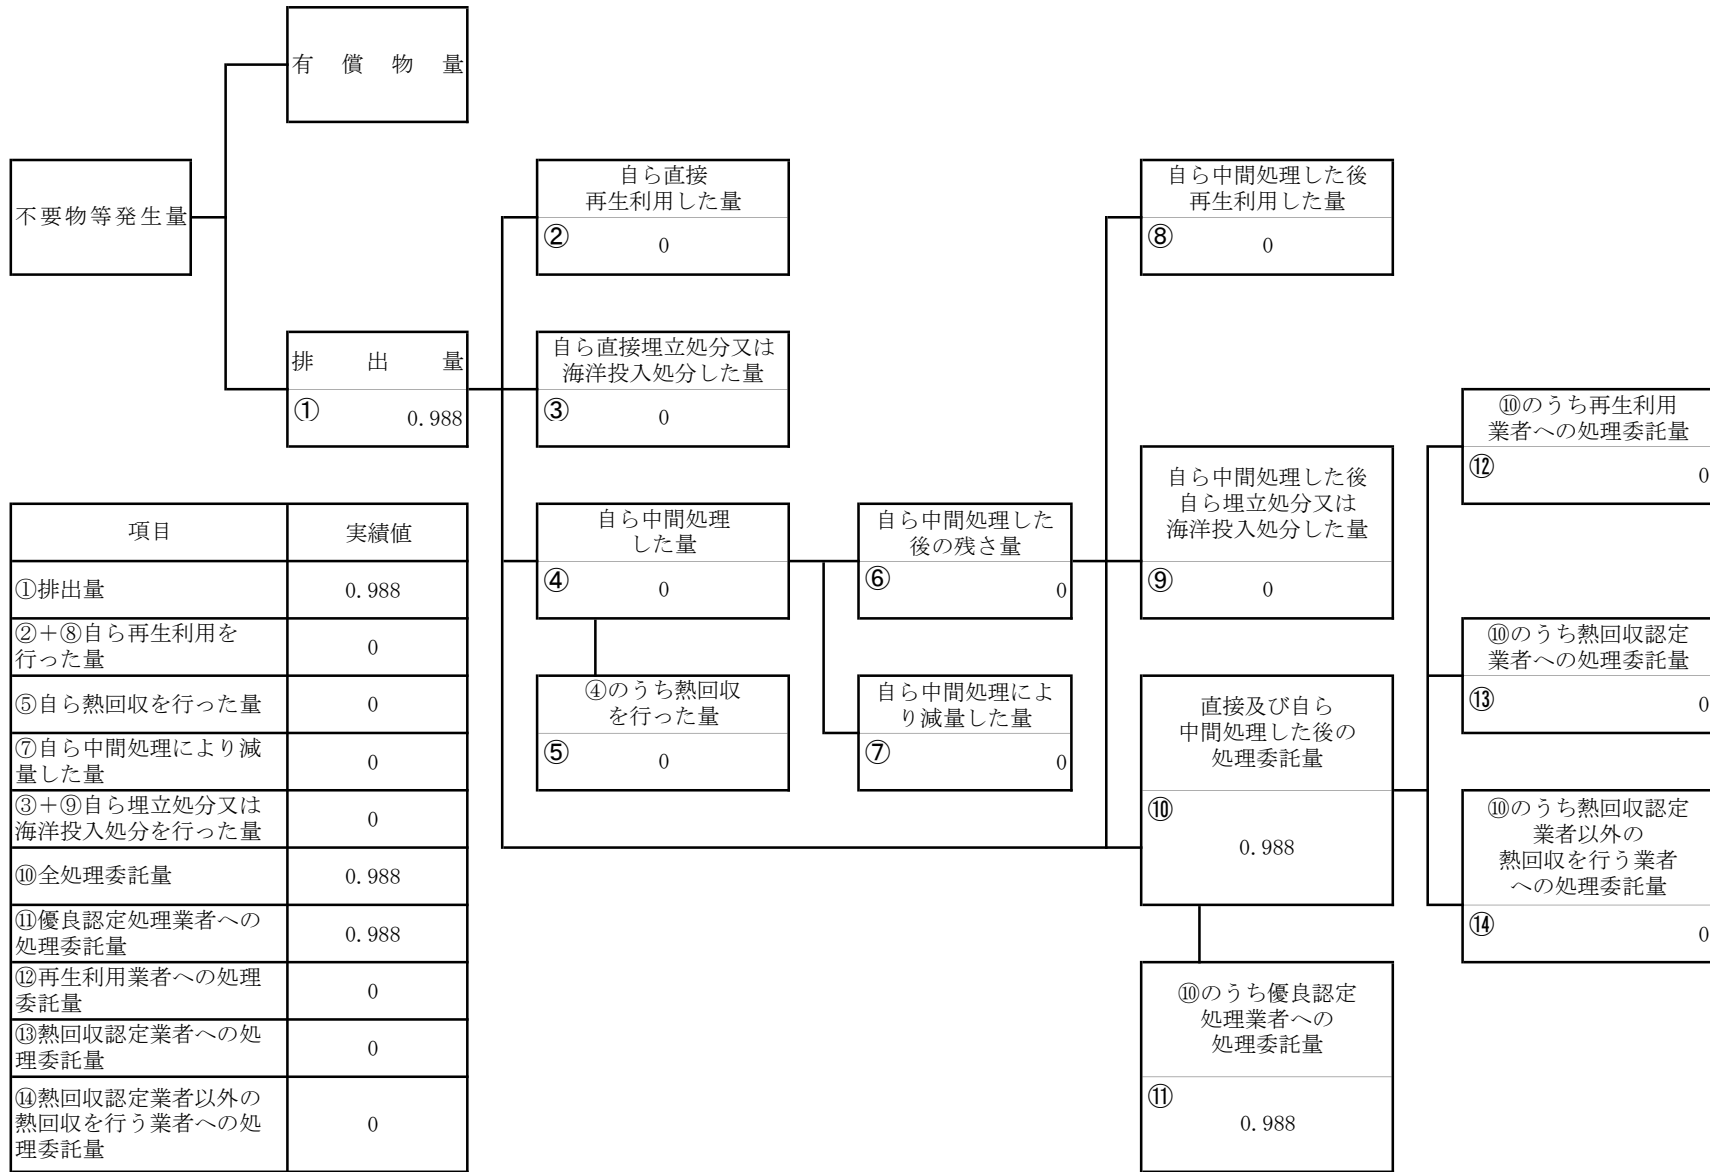 有償物量
不要物等発生量
排出量
①
0.988
自ら直接
再生利用した量
②
0
自ら直接埋立処分又は
海洋投入処分した量
③
0
自ら中間処理
した量
④
0
④のうち熱回収
を行った量
⑤
0
自ら中間処理した
後の残さ量
⑥
0
自ら中間処理によ
り減量した量
⑦
0
自ら中間処理した後
再生利用した量
⑧
0
自ら中間処理した後
自ら埋立処分又は
海洋投入処分した量
⑨
0
直接及び自ら
中間処理した後の
処理委託量
⑩
0.988
⑩のうち優良認定
処理業者への
処理委託量
⑪
0.988
⑩のうち再生利用
業者への処理委託量
⑫
0
⑩のうち熱回収認定
業者への処理委託量
⑬
0
⑩のうち熱回収認定
業者以外の
熱回収を行う業者
への処理委託量
⑭
0
項目 実績値
①排出量 0.988
②+⑧自ら再生利用を
行った量 0
⑤自ら熱回収を行った量 0
⑦自ら中間処理により減
量した量 0
③+⑨自ら埋立処分又は
海洋投入処分を行った量 0
⑩全処理委託量 0.988
⑪優良認定処理業者への
処理委託量 0.988
⑫再生利用業者への処理
委託量 0
⑬熱回収認定業者への処
理委託量 0
⑭熱回収認定業者以外の
熱回収を行う業者への処
理委託量 0